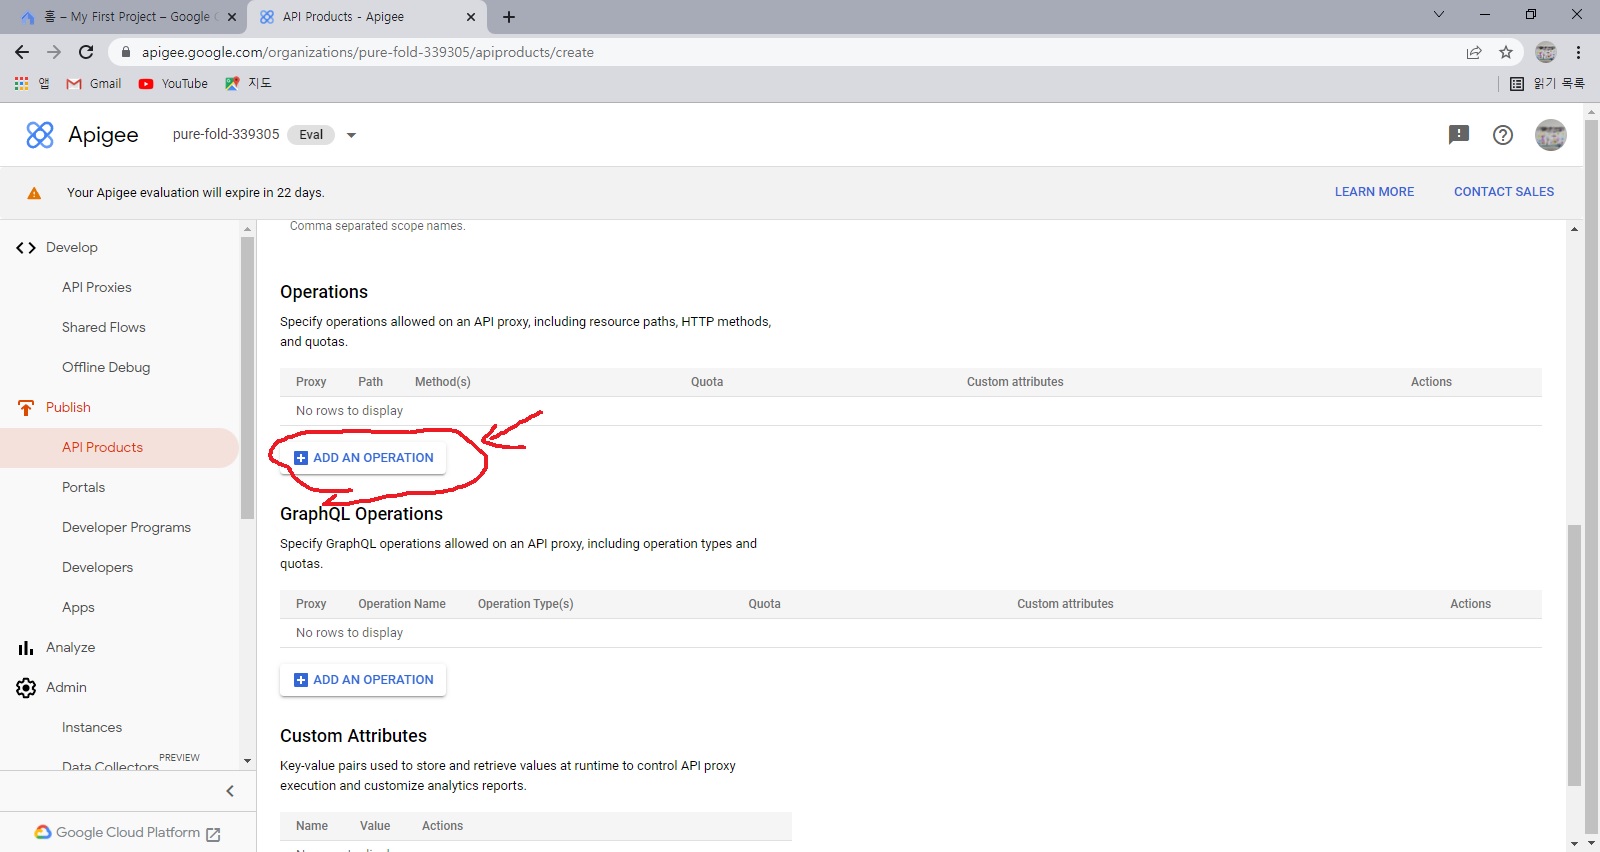 홈 – My First Project – Google C
API Products - Apigee
apigee.google.com/organizations/pure-fold-339305/apiproducts/create
앱
Gmail
YouTube
지도
읽기 목록
Apigee
pure-fold-339305
Eval
Your Apigee evaluation will expire in 22 days.
LEARN MORE
CONTACT SALES
Develop
API Proxies
Shared Flows
Offline Debug
Publish
API Products
Portals
Developer Programs
Developers
Apps
Analyze
Admin
Instances
Data Collectors PREVIEW
Google Cloud Platform
Comma separated scope names.
Operations
Specify operations allowed on an API proxy, including resource paths, HTTP methods,
and quotas.
Proxy Path Method(s) Quota Custom attributes Actions
No rows to display
ADD AN OPERATION
GraphQL Operations
Specify GraphQL operations allowed on an API proxy, including operation types and
quotas.
Proxy Operation Name Operation Type(s) Quota Custom attributes Actions
No rows to display
ADD AN OPERATION
Custom Attributes
Key-value pairs used to store and retrieve values at runtime to control API proxy
execution and customize analytics reports.
Name Value Actions